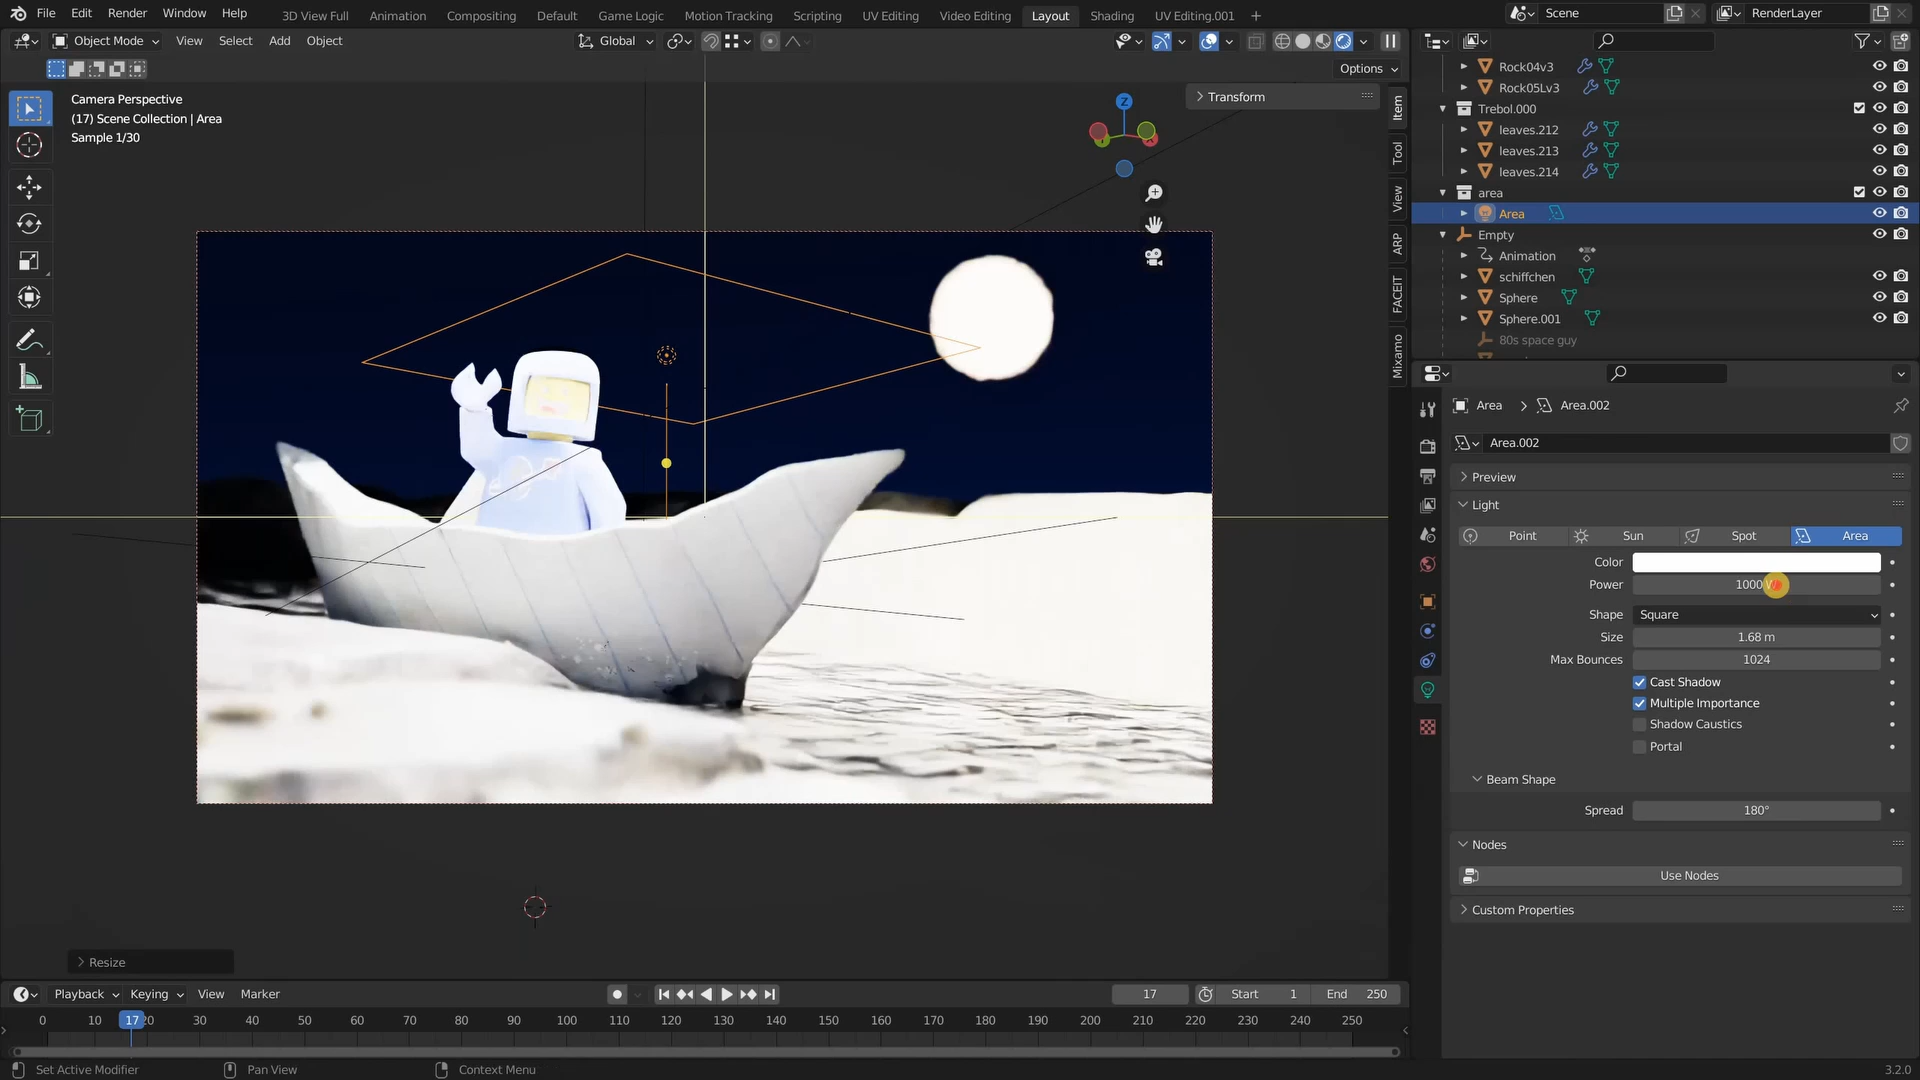 File Edit Render Window Help 3D View Full Animation Compositing Default Game Logic Motion Tracking Scripting UV Editing Video Editing Layout Shading UV Editing.001 Scene RenderLayer
Object Mode View Select Add Object Global
Options
Camera Perspective
(17) Scene Collection | Area
Sample 1/30
Transform
Z
Item
Tool
View
ARP
FACEIT
Mixamo
Rock04v3
Rock05Lv3
Trebol.000
leaves.212
leaves.213
leaves.214
area
Area
Empty
Animation
schiffchen
Sphere
Sphere.001
80s space guy
Area Area.002
Area.002
Preview
Light
Point Sun Spot Area
Color
Power 1000 W
Shape Square
Size 1.68 m
Max Bounces 1024
Cast Shadow
Multiple Importance
Shadow Caustics
Portal
Beam Shape
Spread 180°
Nodes
Use Nodes
Custom Properties
Resize
Playback Keying View Marker 17 Start 1 End 250
0 10 17 20 30 40 50 60 70 80 90 100 110 120 130 140 150 160 170 180 190 200 210 220 230 240 250
Set Active Modifier Pan View Context Menu 3.2.0